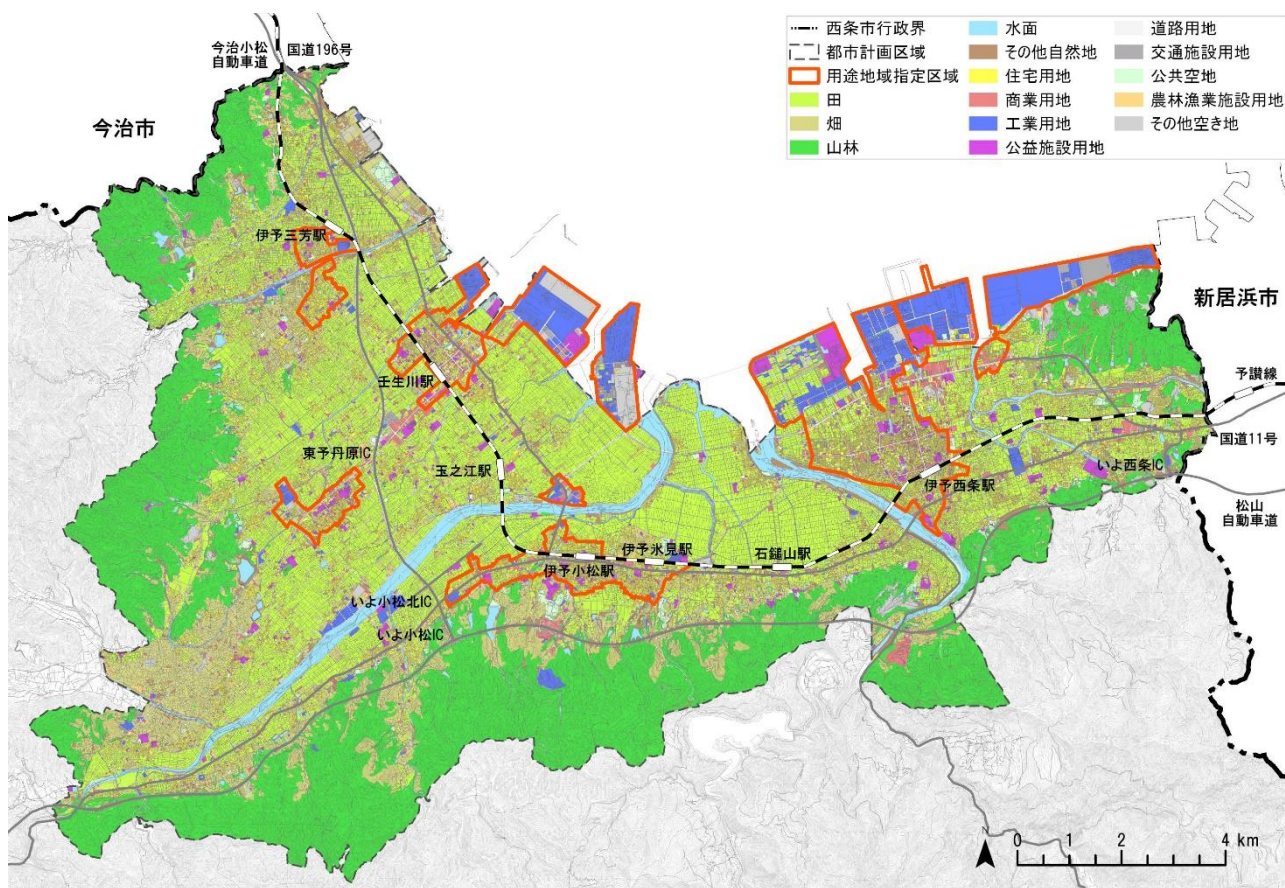 今治小松
自動車道
国道196号
今治市
西条市行政界
都市計画区域
用途地域指定区域
田
畑
山林
水面
その他自然地
住宅用地
商業用地
工業用地
公益施設用地
道路用地
交通施設用地
公共空地
農林漁業施設用地
その他空き地
新居浜市
伊予三芳駅
壬生川駅
東予丹原IC
玉之江駅
予讃線
国道11号
いよ西条IC
伊予西条駅
松山
自動車道
伊予氷見駅
石鎚山駅
伊予小松駅
いよ小松北IC
いよ小松IC
N
0 1 2 4 km